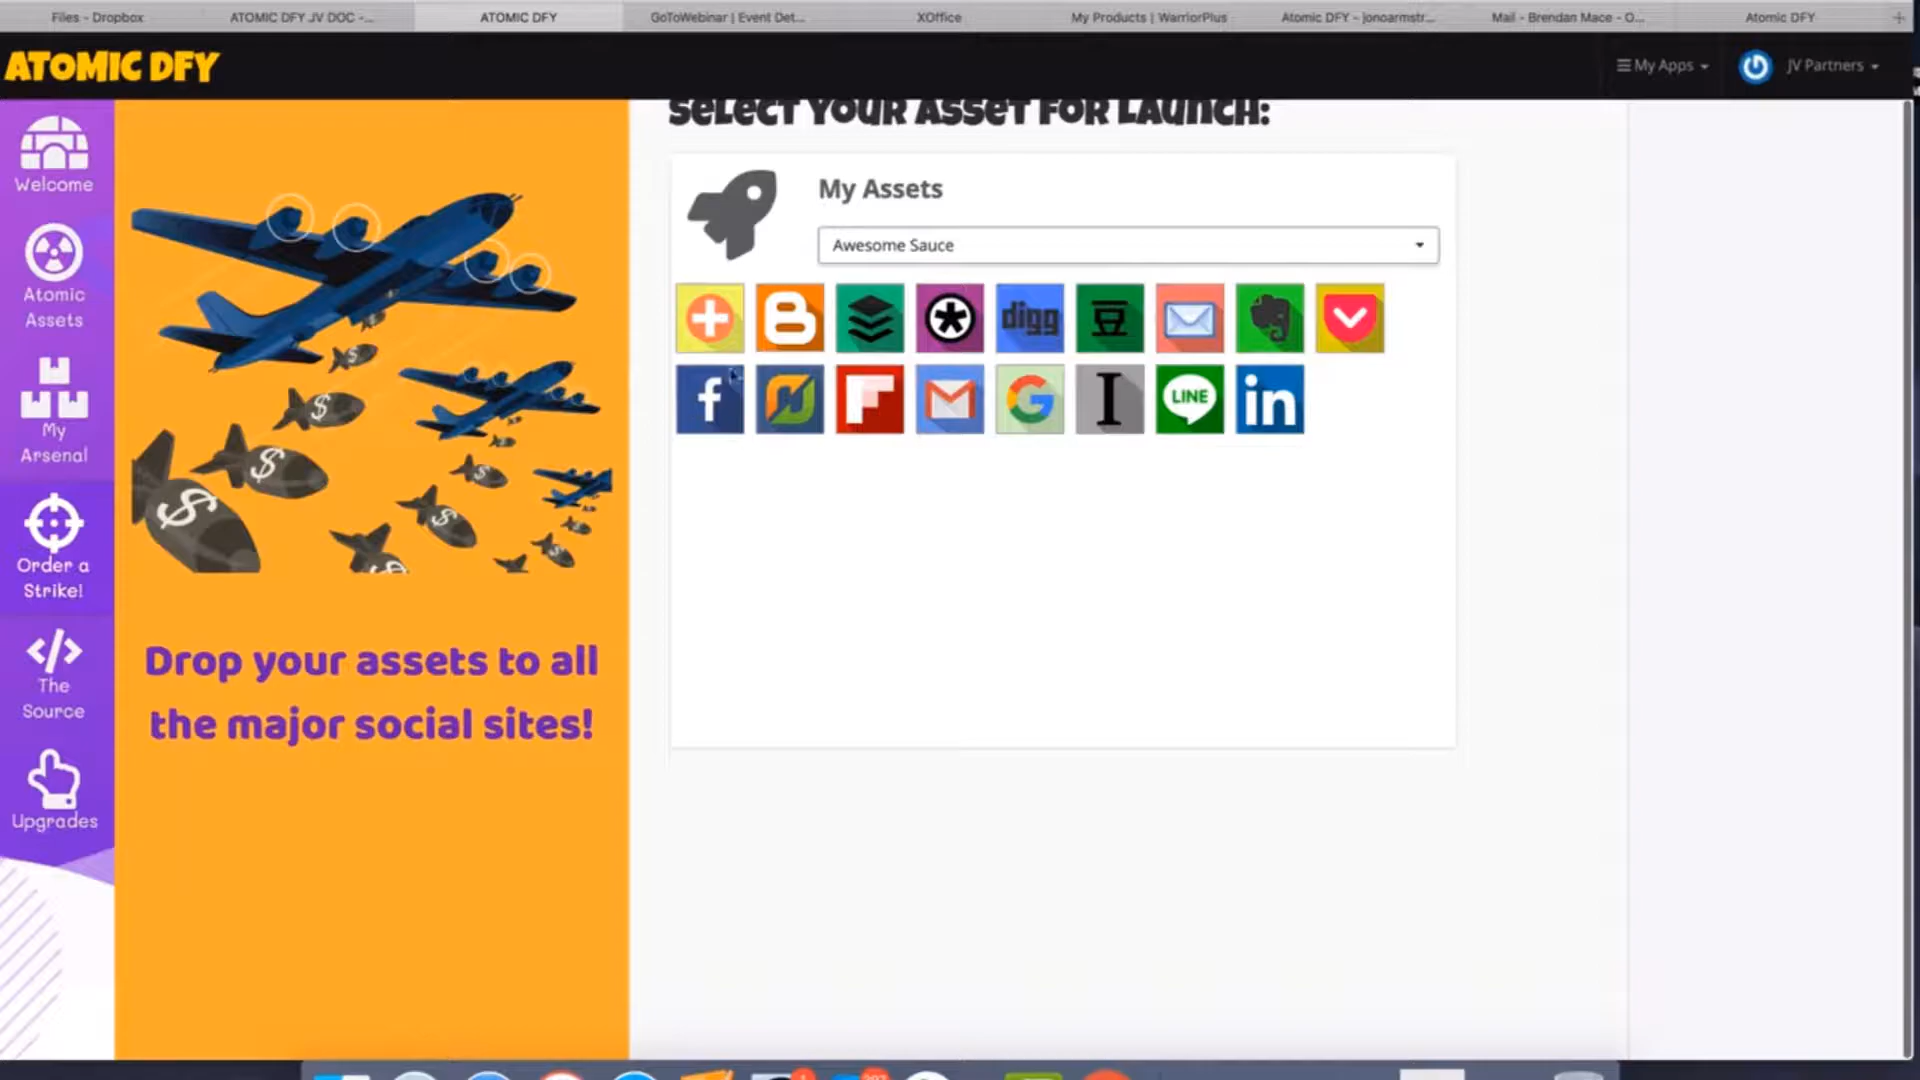 Files - Dropbox
ATOMIC DFY JV DOC -...
ATOMIC DFY
GoToWebinar | Event Det...
XOffice
My Products | WarriorPlus
Atomic DFY - jonoarmstr...
Mail - Brendan Mace - O...
Atomic DFY
ATOMIC DFY
My Apps
JV Partners
Welcome
Atomic
Assets
My
Arsenal
Order a
Strike!
The
Source
Upgrades
$
$
$
$
$
$
Drop your assets to all
the major social sites!
Select Your Asset for Launch:
My Assets
Awesome Sauce
digg
豆
f
F
G
I
LINE
in